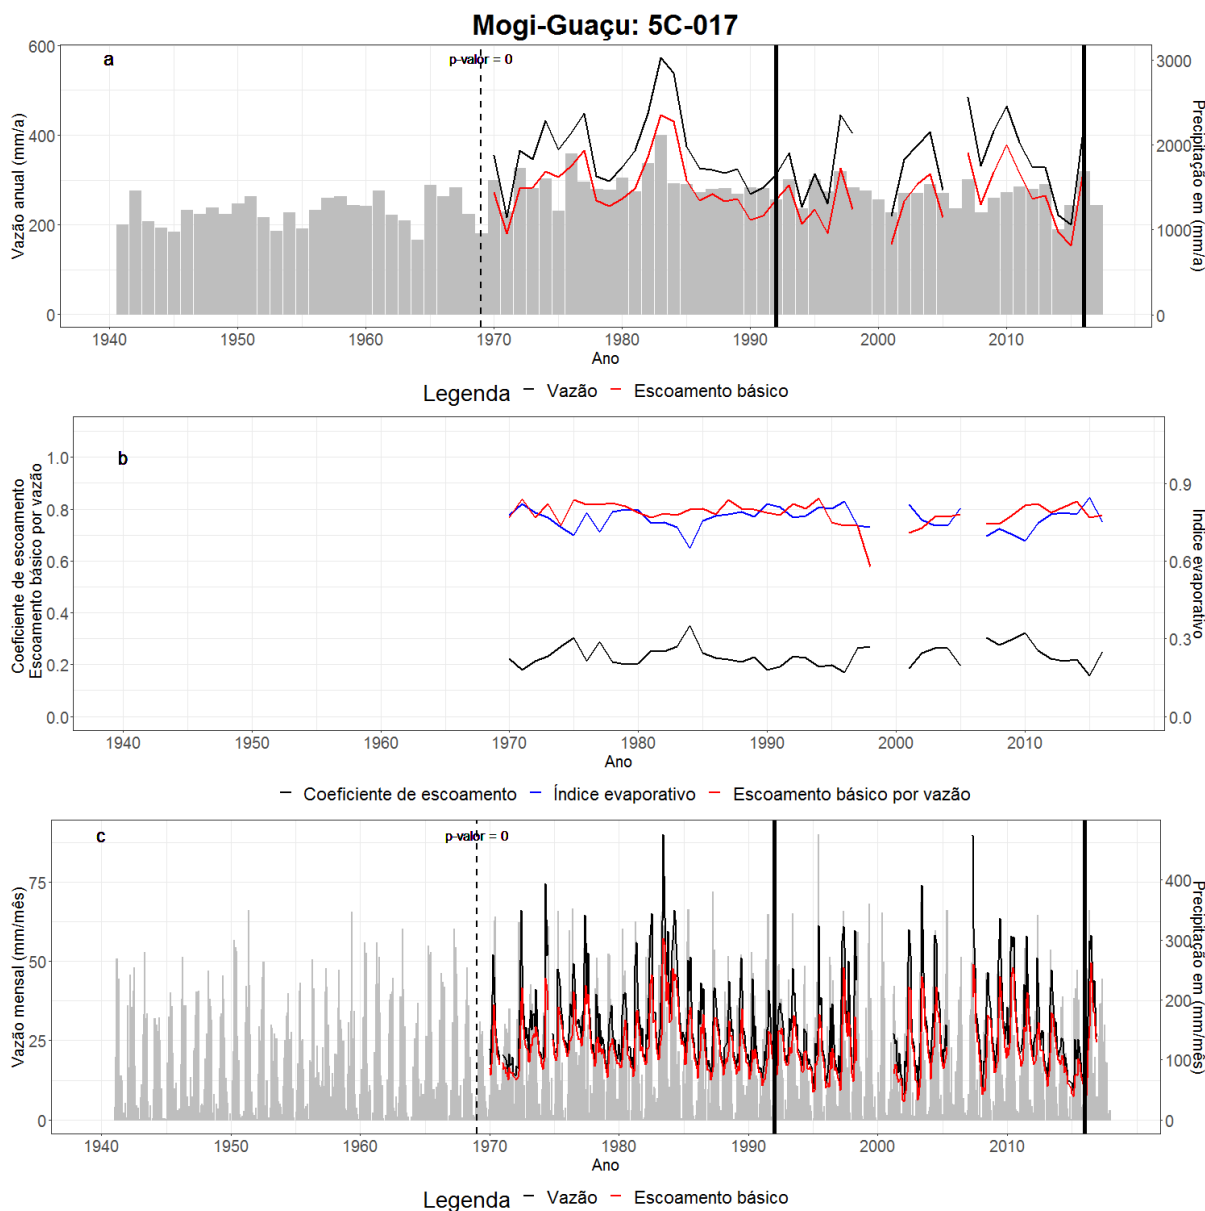 Mogi-Guaçu: 5C-017
a
p-valor = 0
Vazão anual (mm/a)
600
400
200
0
Precipitação em (mm/a)
3000
2000
1000
0
1940 1950 1960 1970 1980 1990 2000 2010
Ano
Legenda Vazão Escoamento básico
b
Coeficiente de escoamento
Escoamento básico por vazão
1.0
0.8
0.6
0.4
0.2
0.0
Índice evaporativo
0.9
0.6
0.3
0.0
1940 1950 1960 1970 1980 1990 2000 2010
Ano
Coeficiente de escoamento Índice evaporativo Escoamento básico por vazão
c
p-valor = 0
Vazão mensal (mm/mês)
75
50
25
0
Precipitação em (mm/mês)
400
300
200
100
0
1940 1950 1960 1970 1980 1990 2000 2010
Ano
Legenda Vazão Escoamento básico